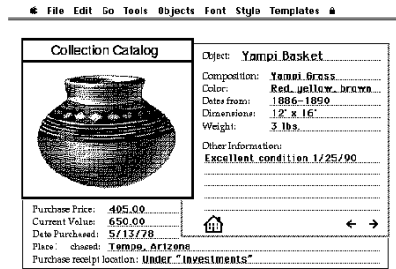 File Edit Go Tools Objects Font Style Templates
Collection Catalog
Object: Yampi Basket
Composition: Yampi Grass
Color: Red, yellow, brown
Dates from: 1886-1890
Dimensions: 12" x 16"
Weight: 3 lbs.
Other Information:
Excellent condition 1/25/90
Purchase Price: 405.00
Current Value: 650.00
Date Purchased: 5/13/78
chased: Tempe, Arizona
Purchase receipt location: Under "Investments"